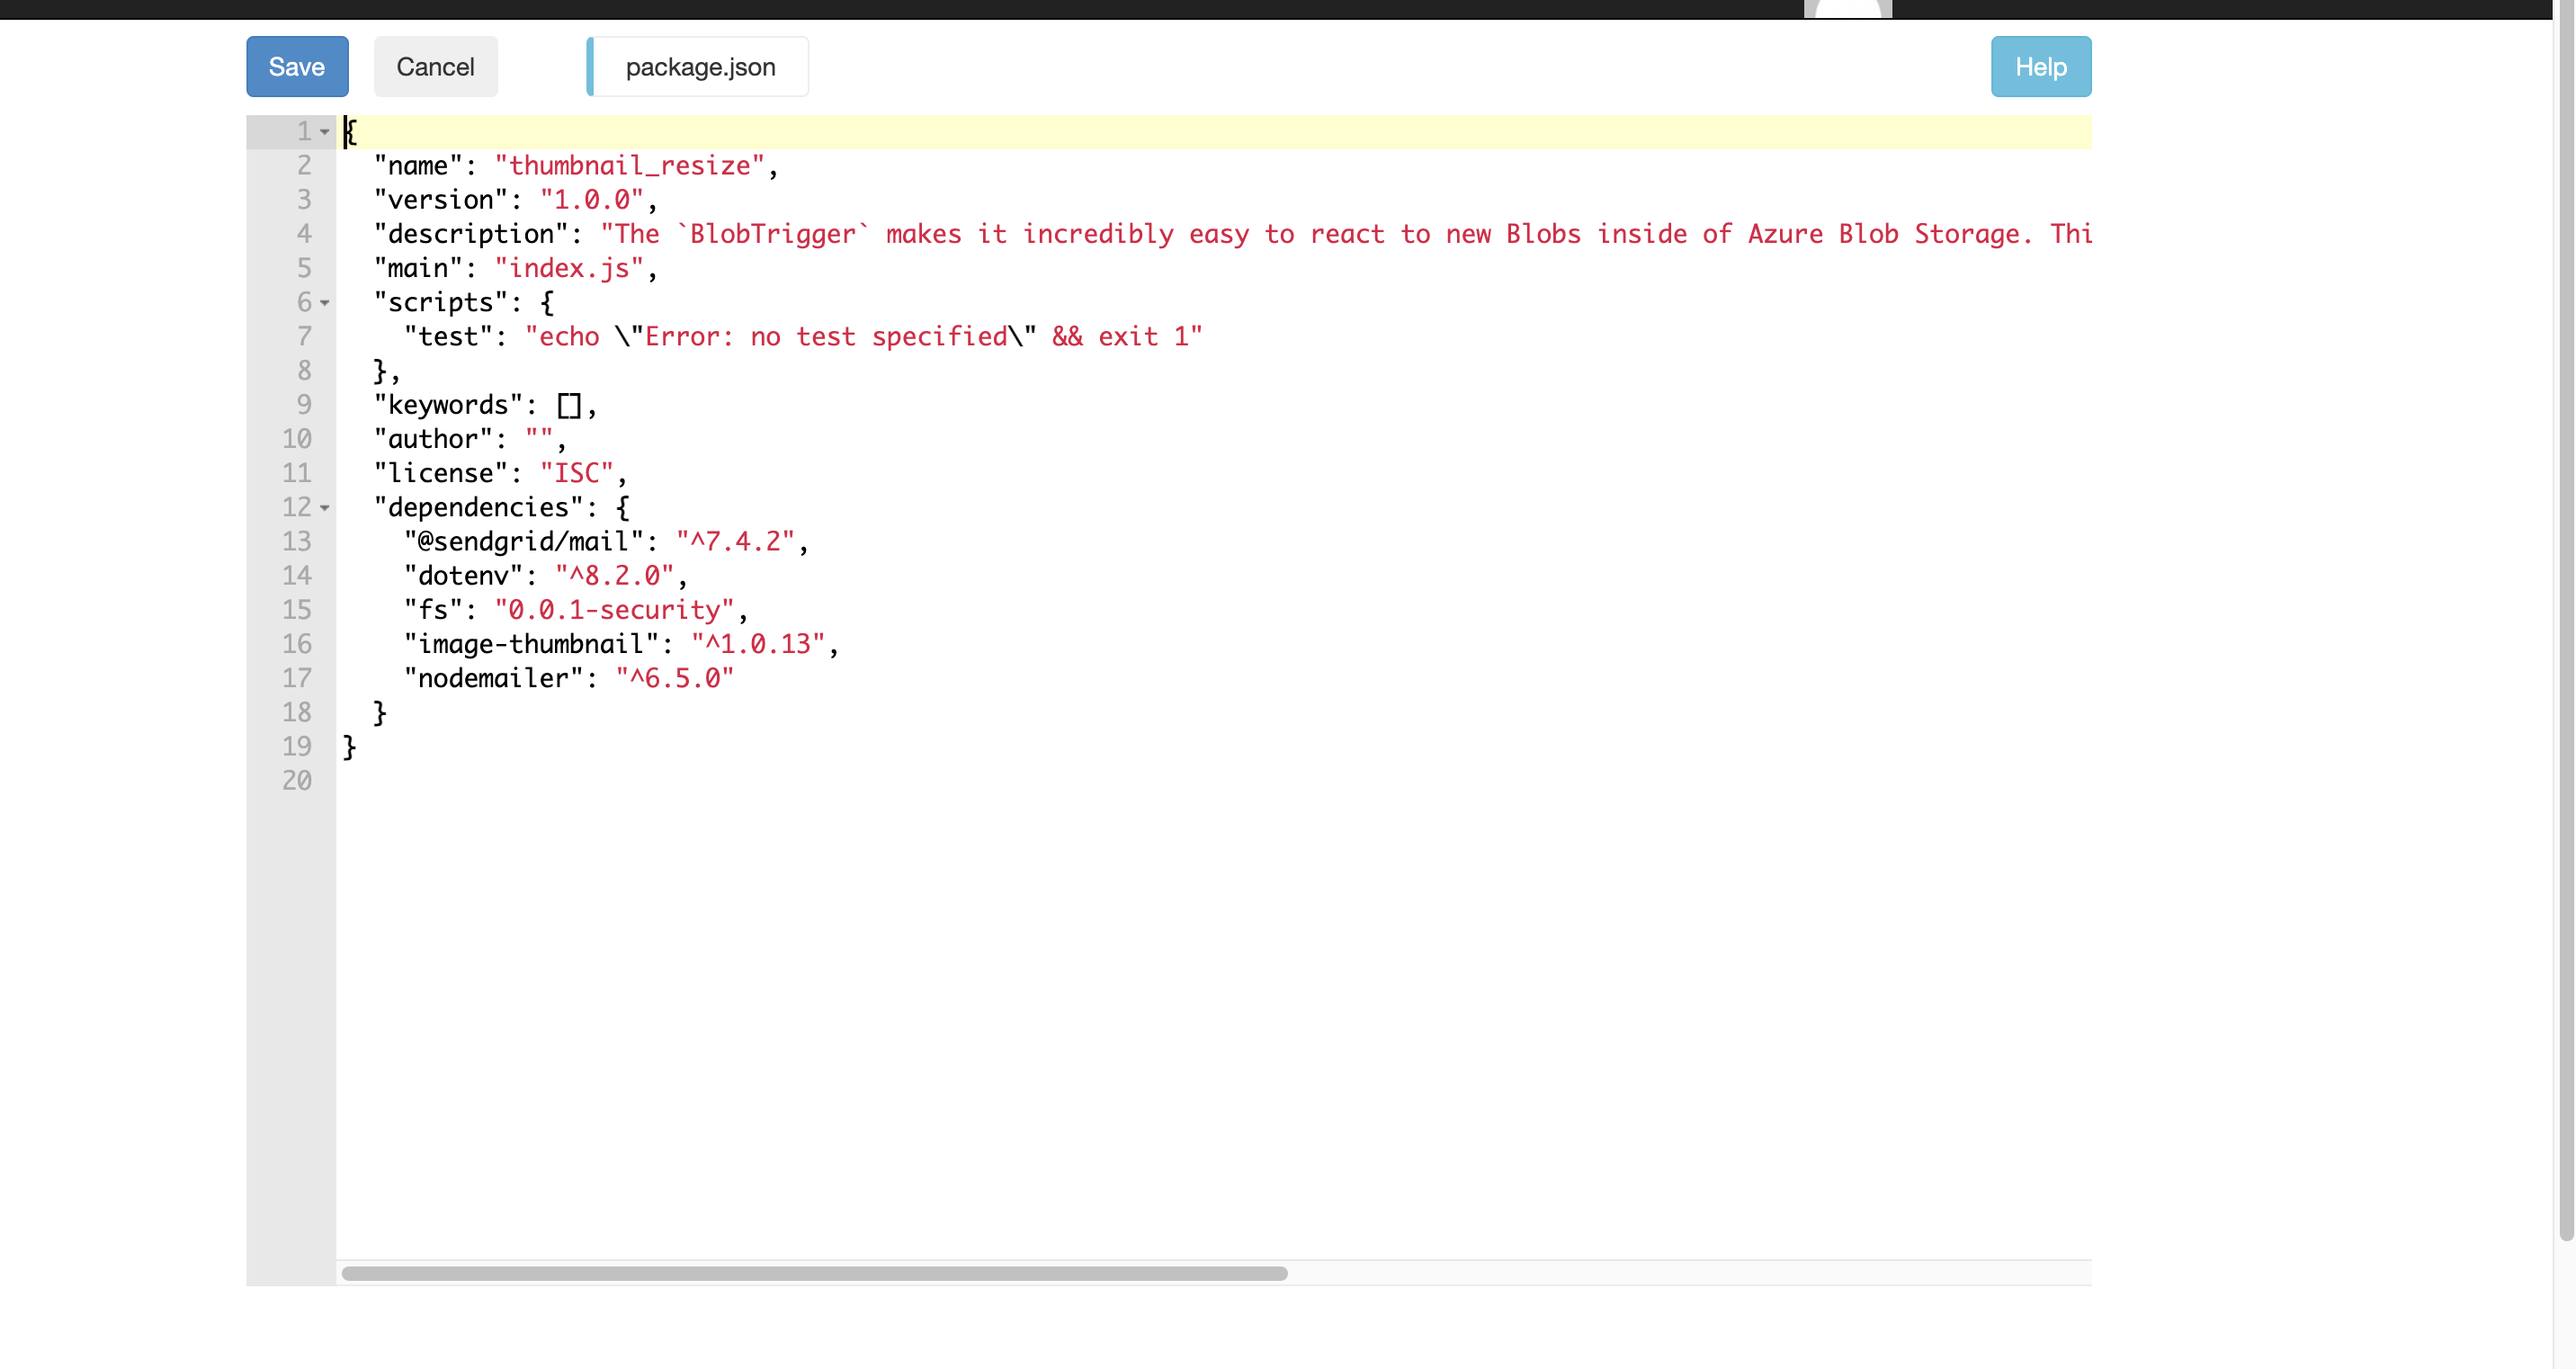 Save Cancel package.json Help
1 {
2   "name": "thumbnail_resize",
3   "version": "1.0.0",
4   "description": "The `BlobTrigger` makes it incredibly easy to react to new Blobs inside of Azure Blob Storage. Thi
5   "main": "index.js",
6   "scripts": {
7     "test": "echo \"Error: no test specified\" && exit 1"
8   },
9   "keywords": [],
10   "author": "",
11   "license": "ISC",
12   "dependencies": {
13     "@sendgrid/mail": "^7.4.2",
14     "dotenv": "^8.2.0",
15     "fs": "0.0.1-security",
16     "image-thumbnail": "^1.0.13",
17     "nodemailer": "^6.5.0"
18   }
19 }
20